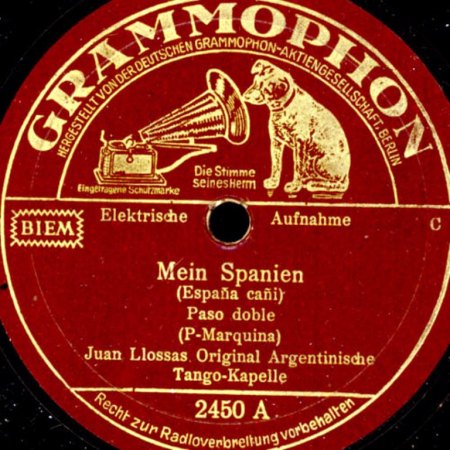 GRAMMOPHON
HERGESTELLT VON DER DEUTSCHEN GRAMMOPHON-AKTIENGESELLSCHAFT. BERLIN
Die Stimme
seines Herrn
Eingetragene Schutzmarke
BIEM
Elektrische Aufnahme
C
Mein Spanien
(España cañi)
Paso doble
(P-Marquina)
Juan Llossas, Original Argentinische
Tango-Kapelle
2450 A
Recht zur Radioverbreitung vorbehalten